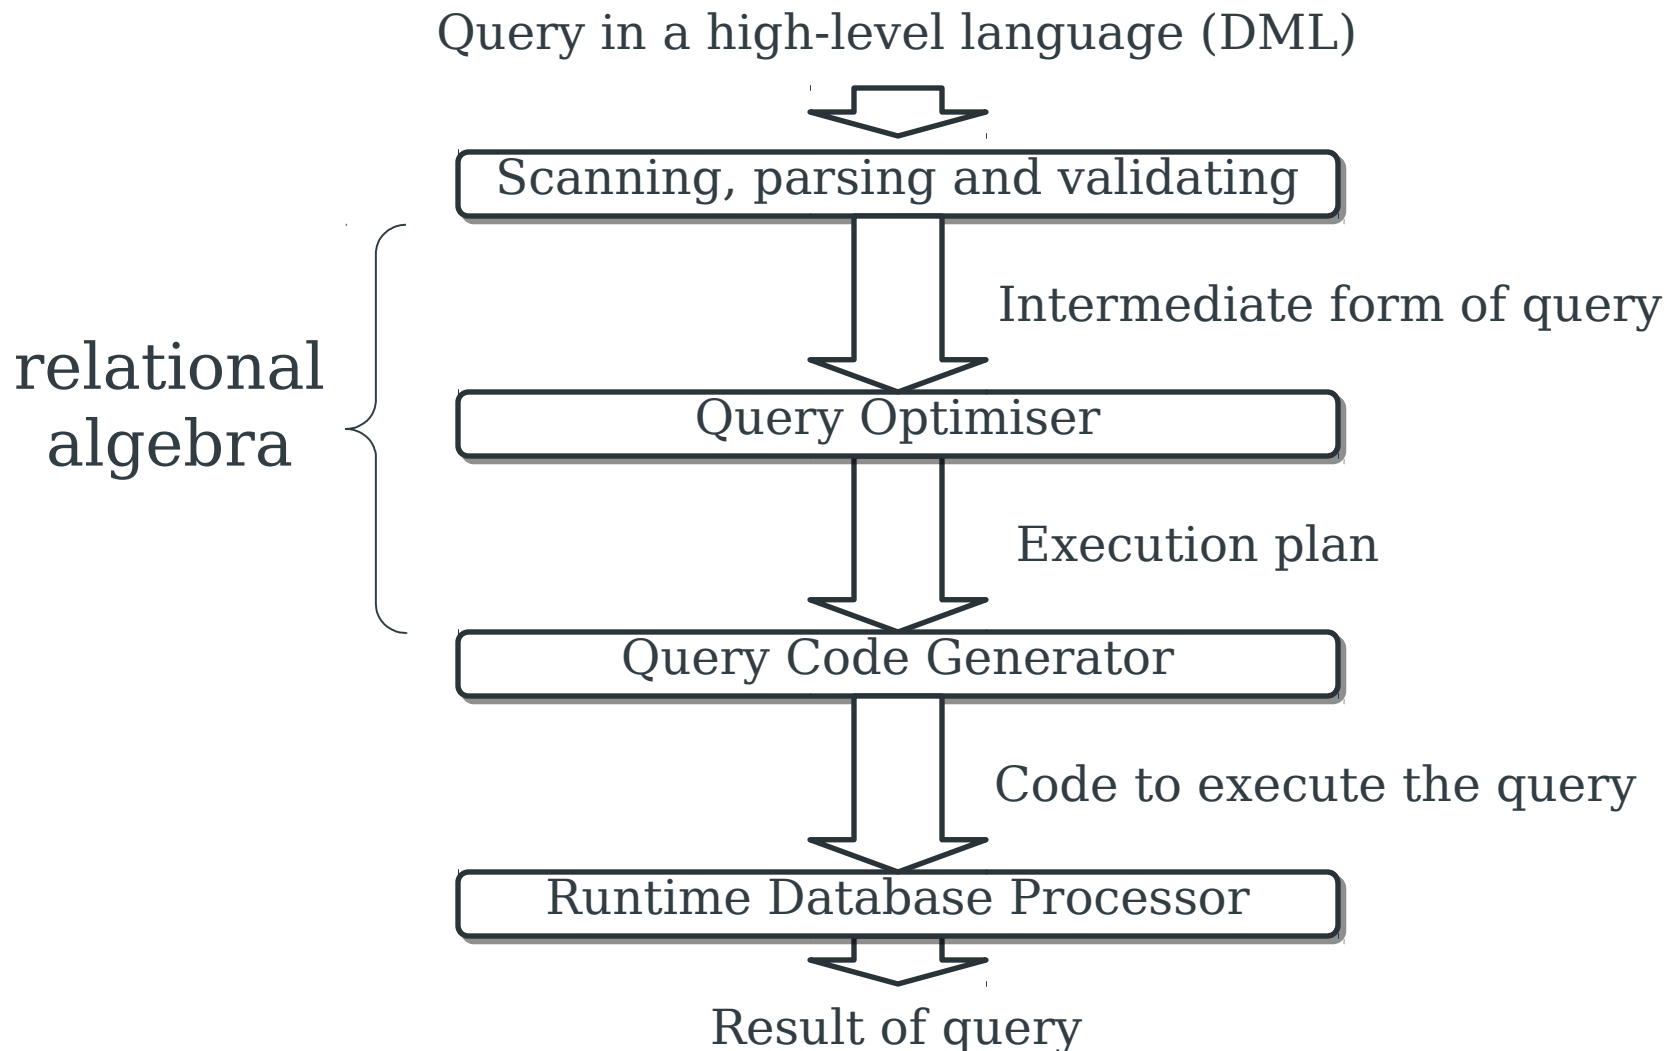 Query in a high-level language (DML)
Scanning, parsing and validating
Intermediate form of query
relational
algebra
Query Optimiser
Execution plan
Query Code Generator
Code to execute the query
Runtime Database Processor
Result of query